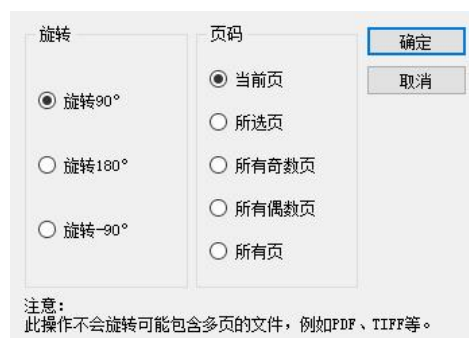 旋转
旋转90°
旋转180°
旋转-90°
页码
当前页
所选页
所有奇数页
所有偶数页
所有页
确定
取消
注意:
此操作不会旋转可能包含多页的文件，例如PDF、TIFF等。